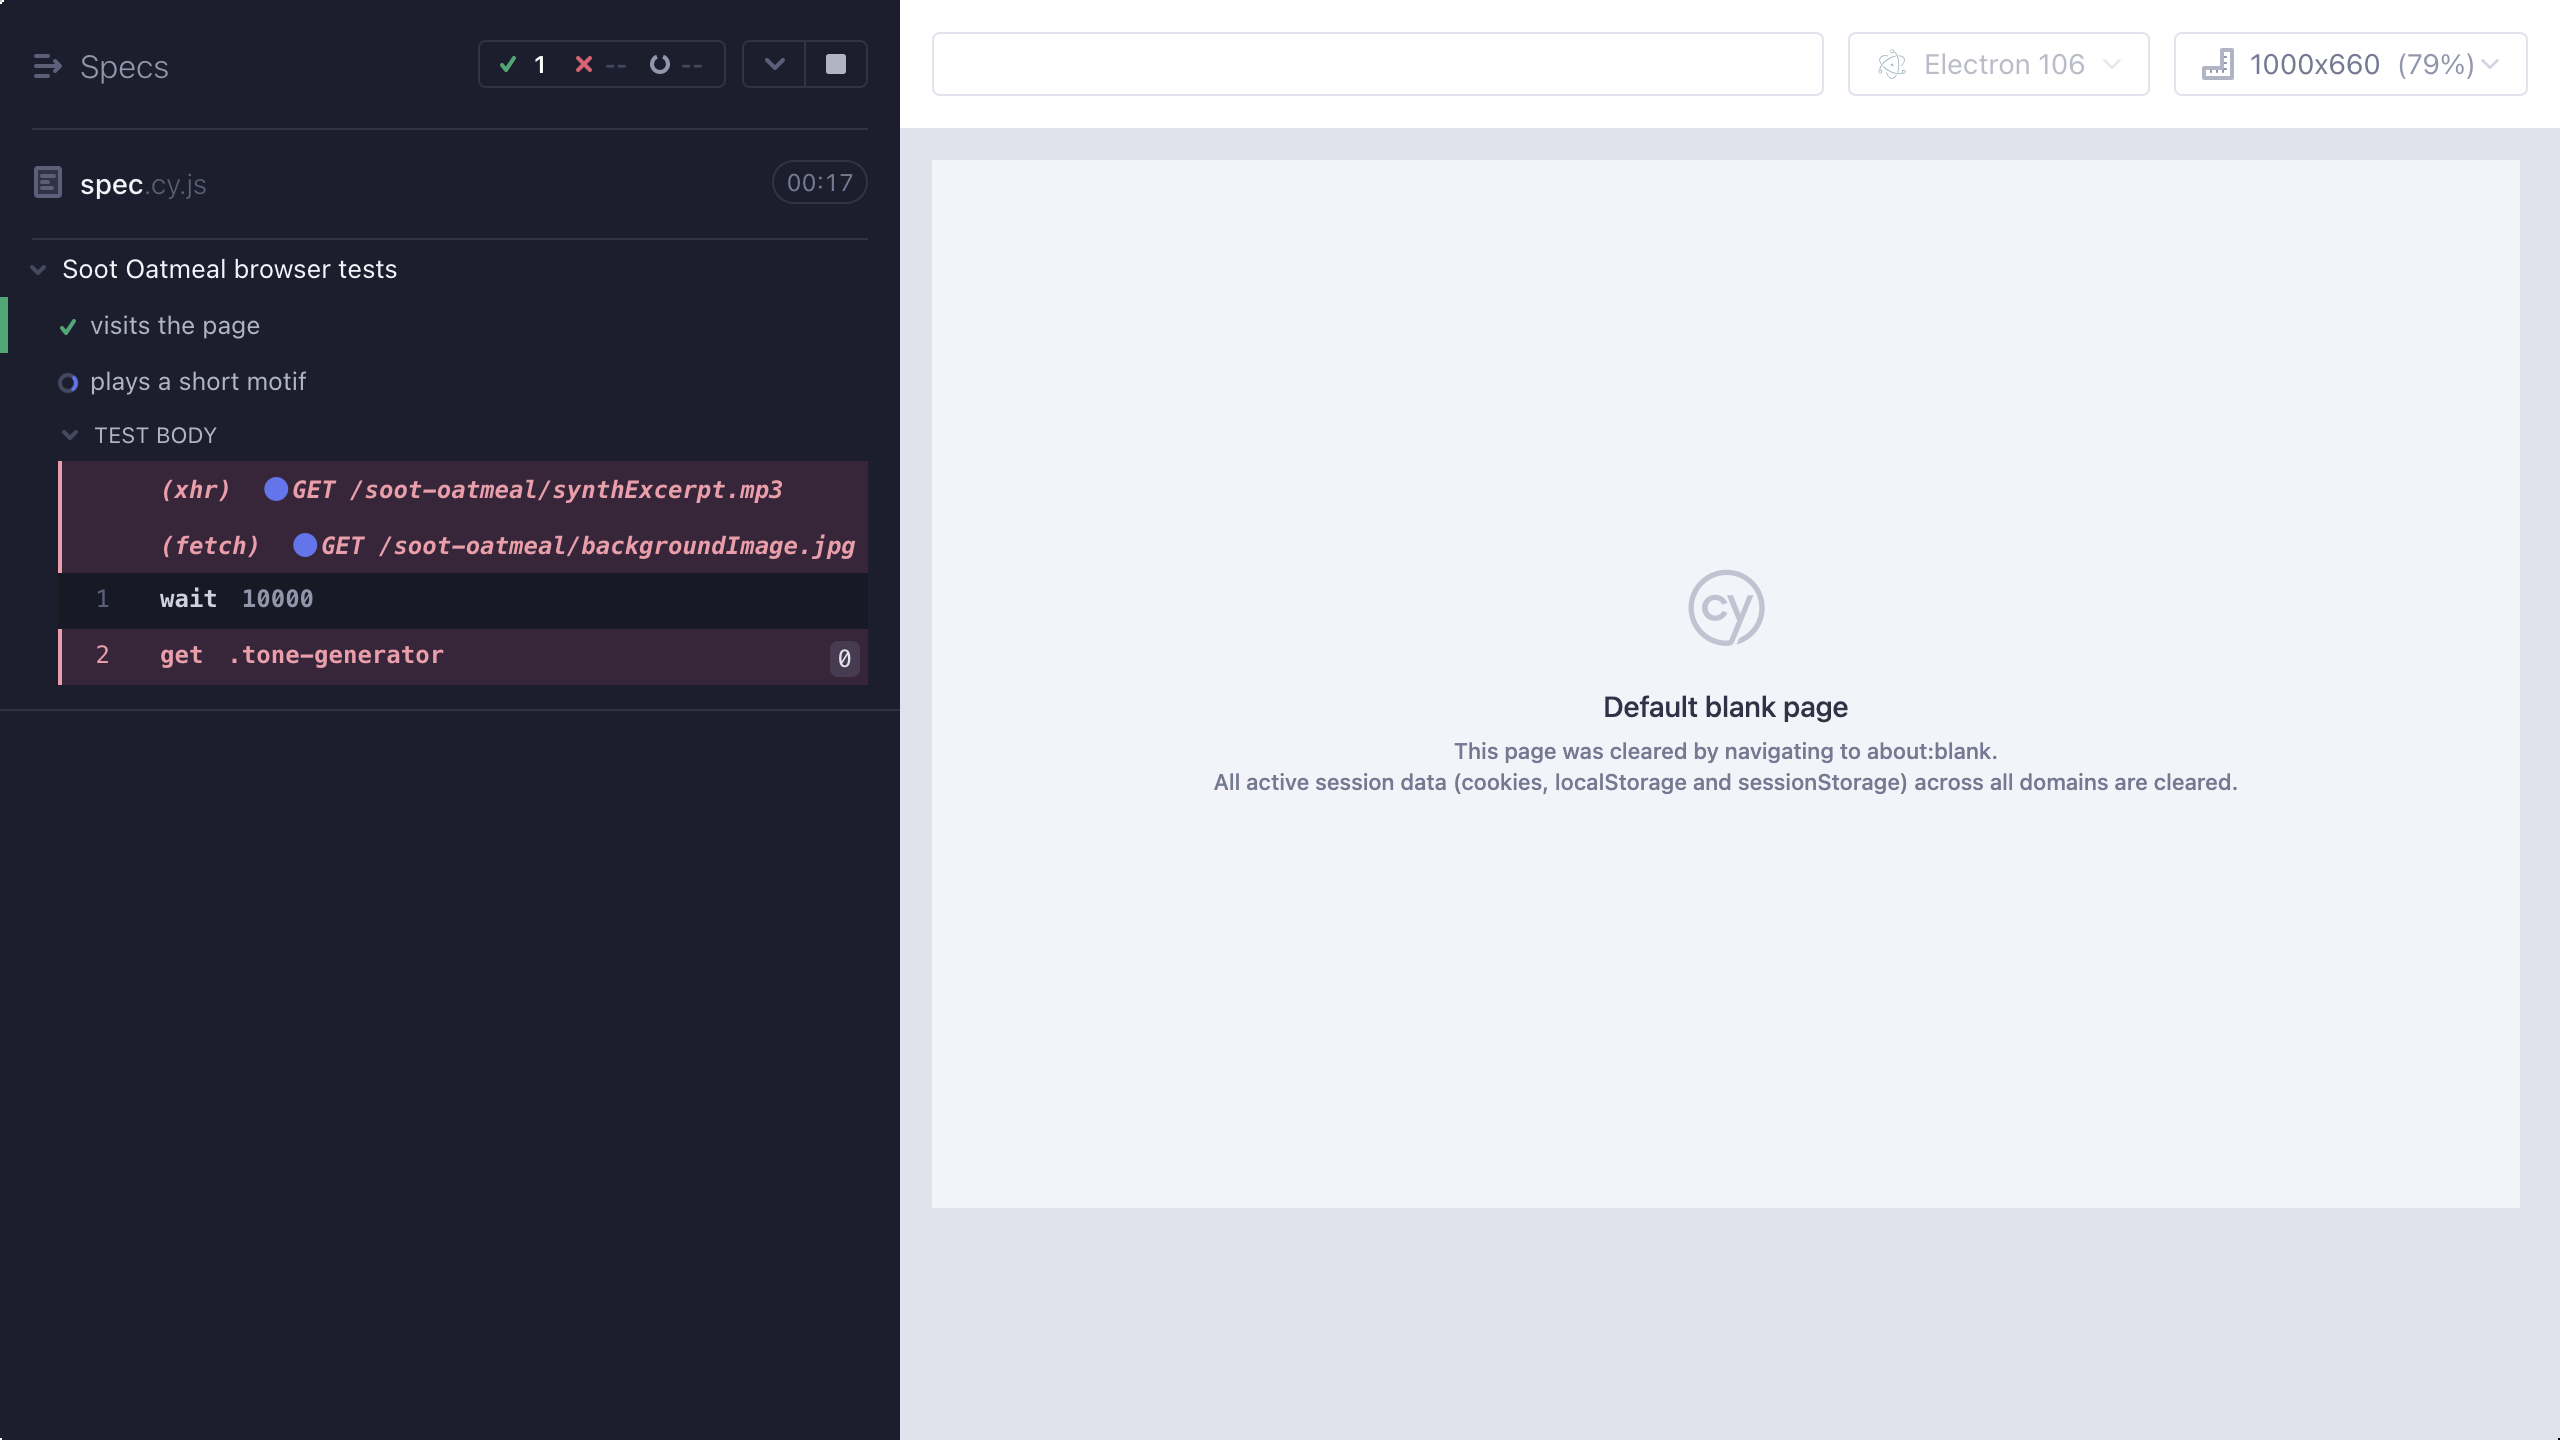 Specs
1 -- --
spec.cy.js
00:17
Soot Oatmeal browser tests
visits the page
plays a short motif
TEST BODY
(xhr) GET /soot-oatmeal/synthExcerpt.mp3
(fetch) GET /soot-oatmeal/backgroundImage.jpg
1 wait 10000
2 get .tone-generator 0
Electron 106
1000x660 (79%)
cy
Default blank page
This page was cleared by navigating to about:blank.
All active session data (cookies, localStorage and sessionStorage) across all domains are cleared.